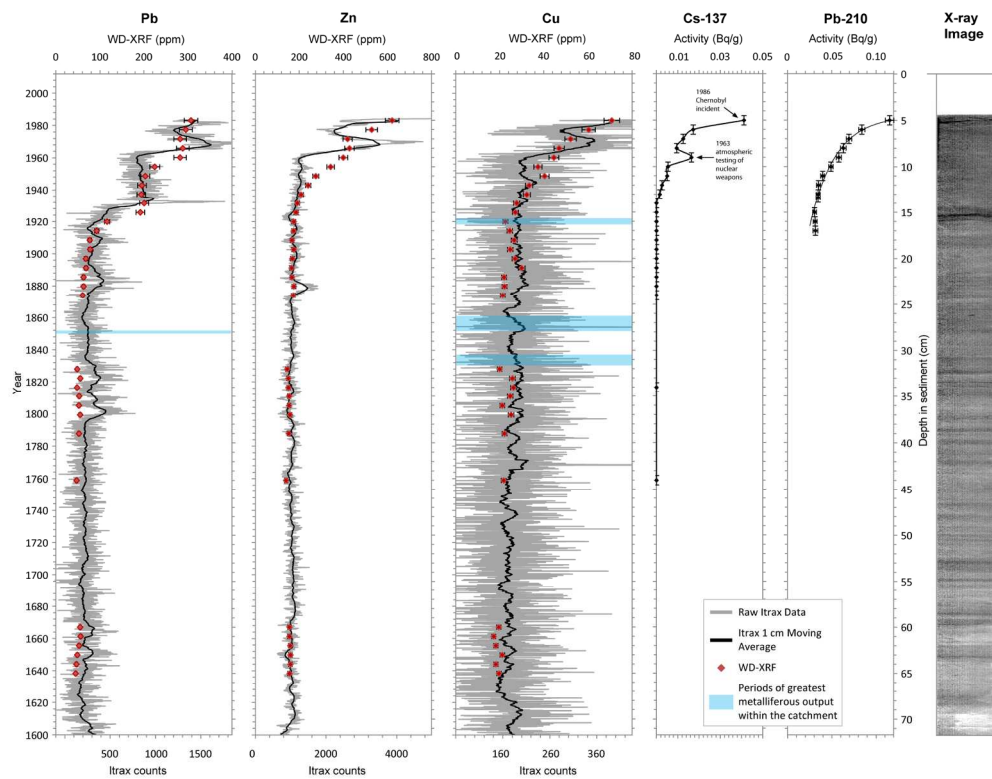 Pb
Zn
Cu
Cs-137
Pb-210
X-ray
Image
WD-XRF (ppm)
WD-XRF (ppm)
WD-XRF (ppm)
Activity (Bq/g)
Activity (Bq/g)
0 100 200 300 400
0 200 400 600 800
0 20 40 60 80
0 0.01 0.03 0.05
0 0.05 0.10
Year
2000
1980
1960
1940
1920
1900
1880
1860
1840
1820
1800
1780
1760
1740
1720
1700
1680
1660
1640
1620
1600
1986
Chernobyl
incident
1963
atmospheric
testing of
nuclear
weapons
Depth in sediment (cm)
0
5
10
15
20
25
30
35
40
45
50
55
60
65
70
Raw Itrax Data
Itrax 1 cm Moving
Average
WD-XRF
Periods of greatest
metalliferous output
within the catchment
500 1000 1500
0 2000 4000
160 260 360
Itrax counts
Itrax counts
Itrax counts